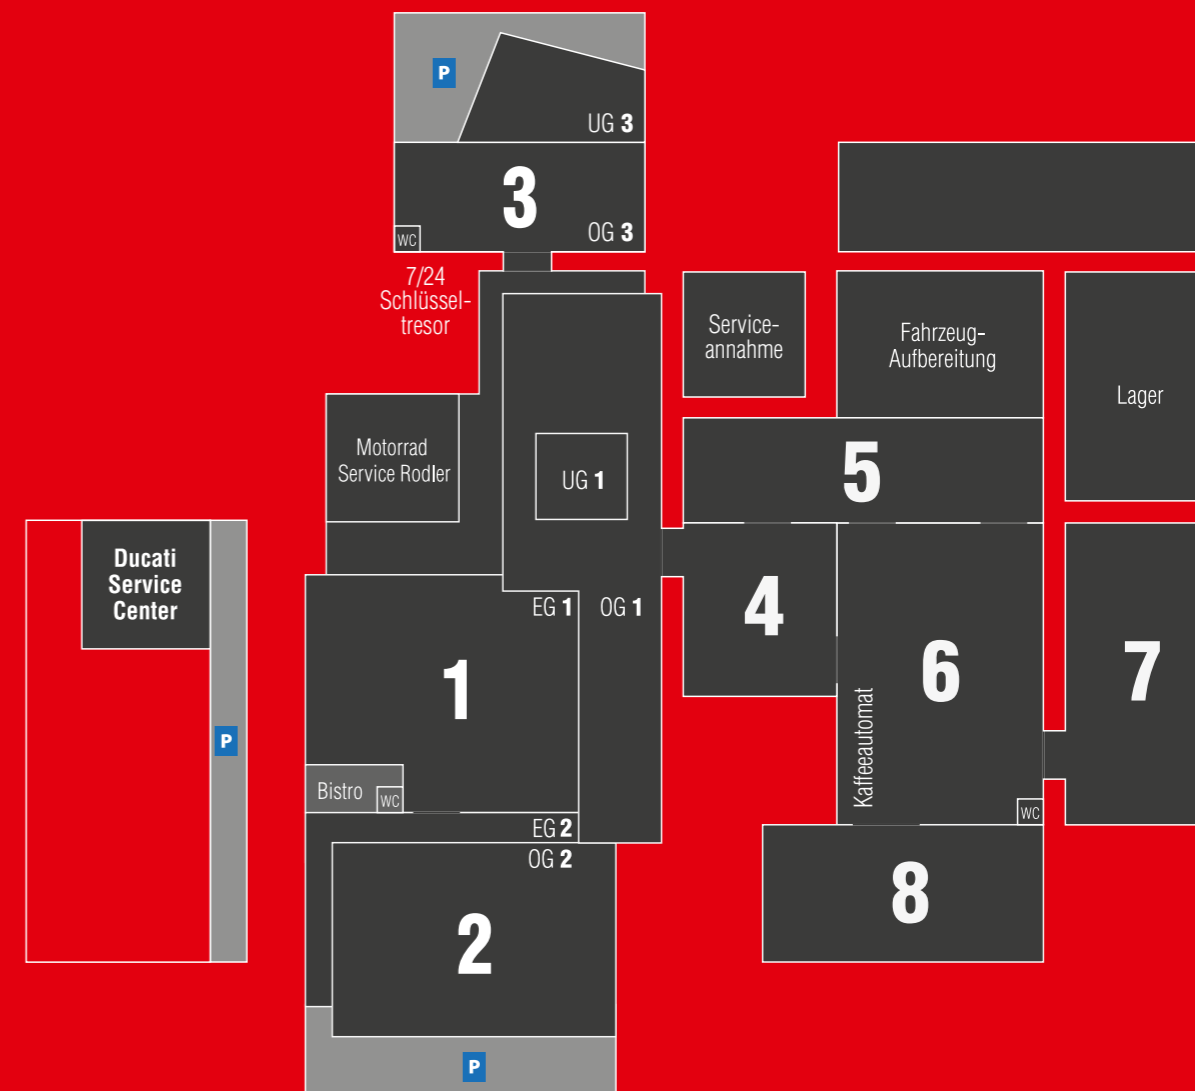 P
UG 3
3
OG 3
WC
7/24
Schlüssel-
tresor
Service-
annahme
Fahrzeug-
Aufbereitung
Lager
Motorrad
Service Rodler
UG 1
5
Ducati
Service
Center
4
EG 1
OG 1
1
6
7
Kaffeeautomat
P
Bistro
WC
WC
EG 2
OG 2
8
2
P